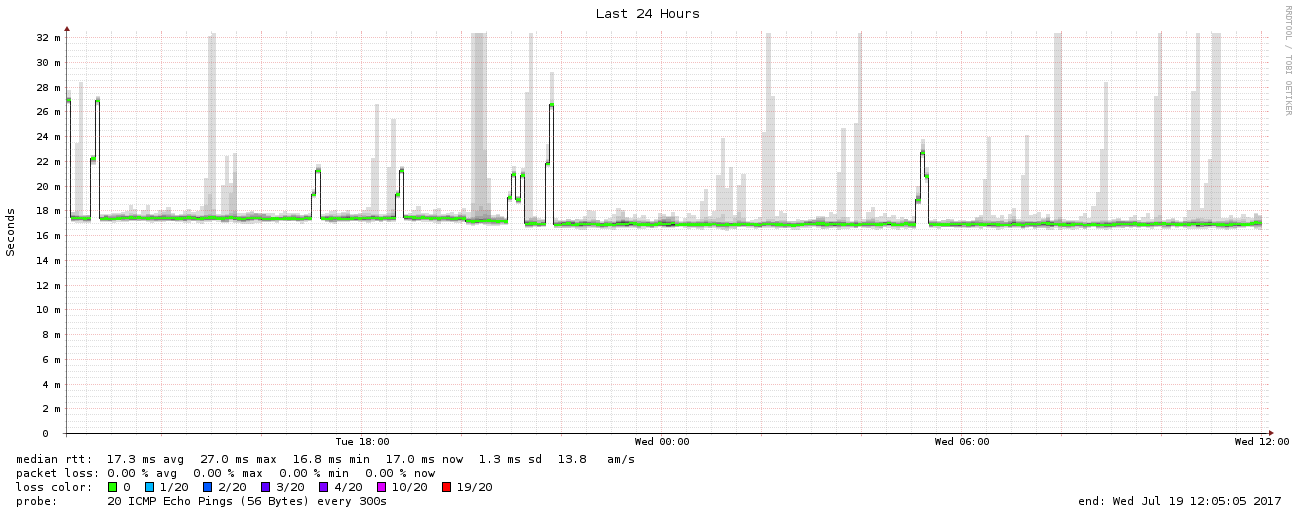 Last 24 Hours
RRDTOOL / TOBI OETIKER
Seconds
32 m
30 m
28 m
26 m
24 m
22 m
20 m
18 m
16 m
14 m
12 m
10 m
8 m
6 m
4 m
2 m
0
Tue 18:00 Wed 00:00 Wed 06:00 Wed 12:00
median rtt: 17.3 ms avg 27.0 ms max 16.8 ms min 17.0 ms now 1.3 ms sd 13.8 am/s
packet loss: 0.00 % avg 0.00 % max 0.00 % min 0.00 % now
loss color: 0 1/20 2/20 3/20 4/20 10/20 19/20
probe: 20 ICMP Echo Pings (56 Bytes) every 300s end: Wed Jul 19 12:05:05 2017